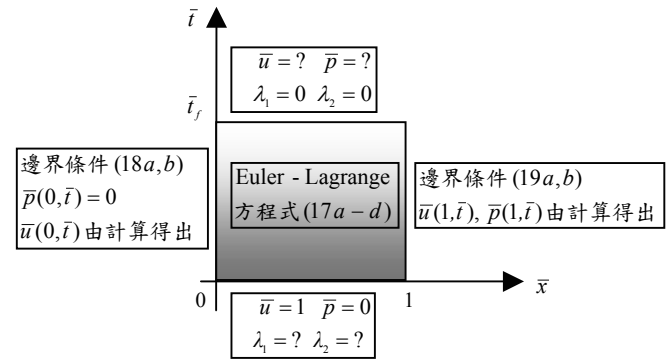 t̄
ū = ? p̄ = ?
λ₁ = 0 λ₂ = 0
t̄_f
邊界條件 (18a,b)
p̄(0,t̄) = 0
ū(0,t̄) 由計算得出
Euler - Lagrange
方程式 (17a − d)
邊界條件 (19a,b)
ū(1,t̄), p̄(1,t̄) 由計算得出
0
1
x̄
ū = 1 p̄ = 0
λ₁ = ? λ₂ = ?